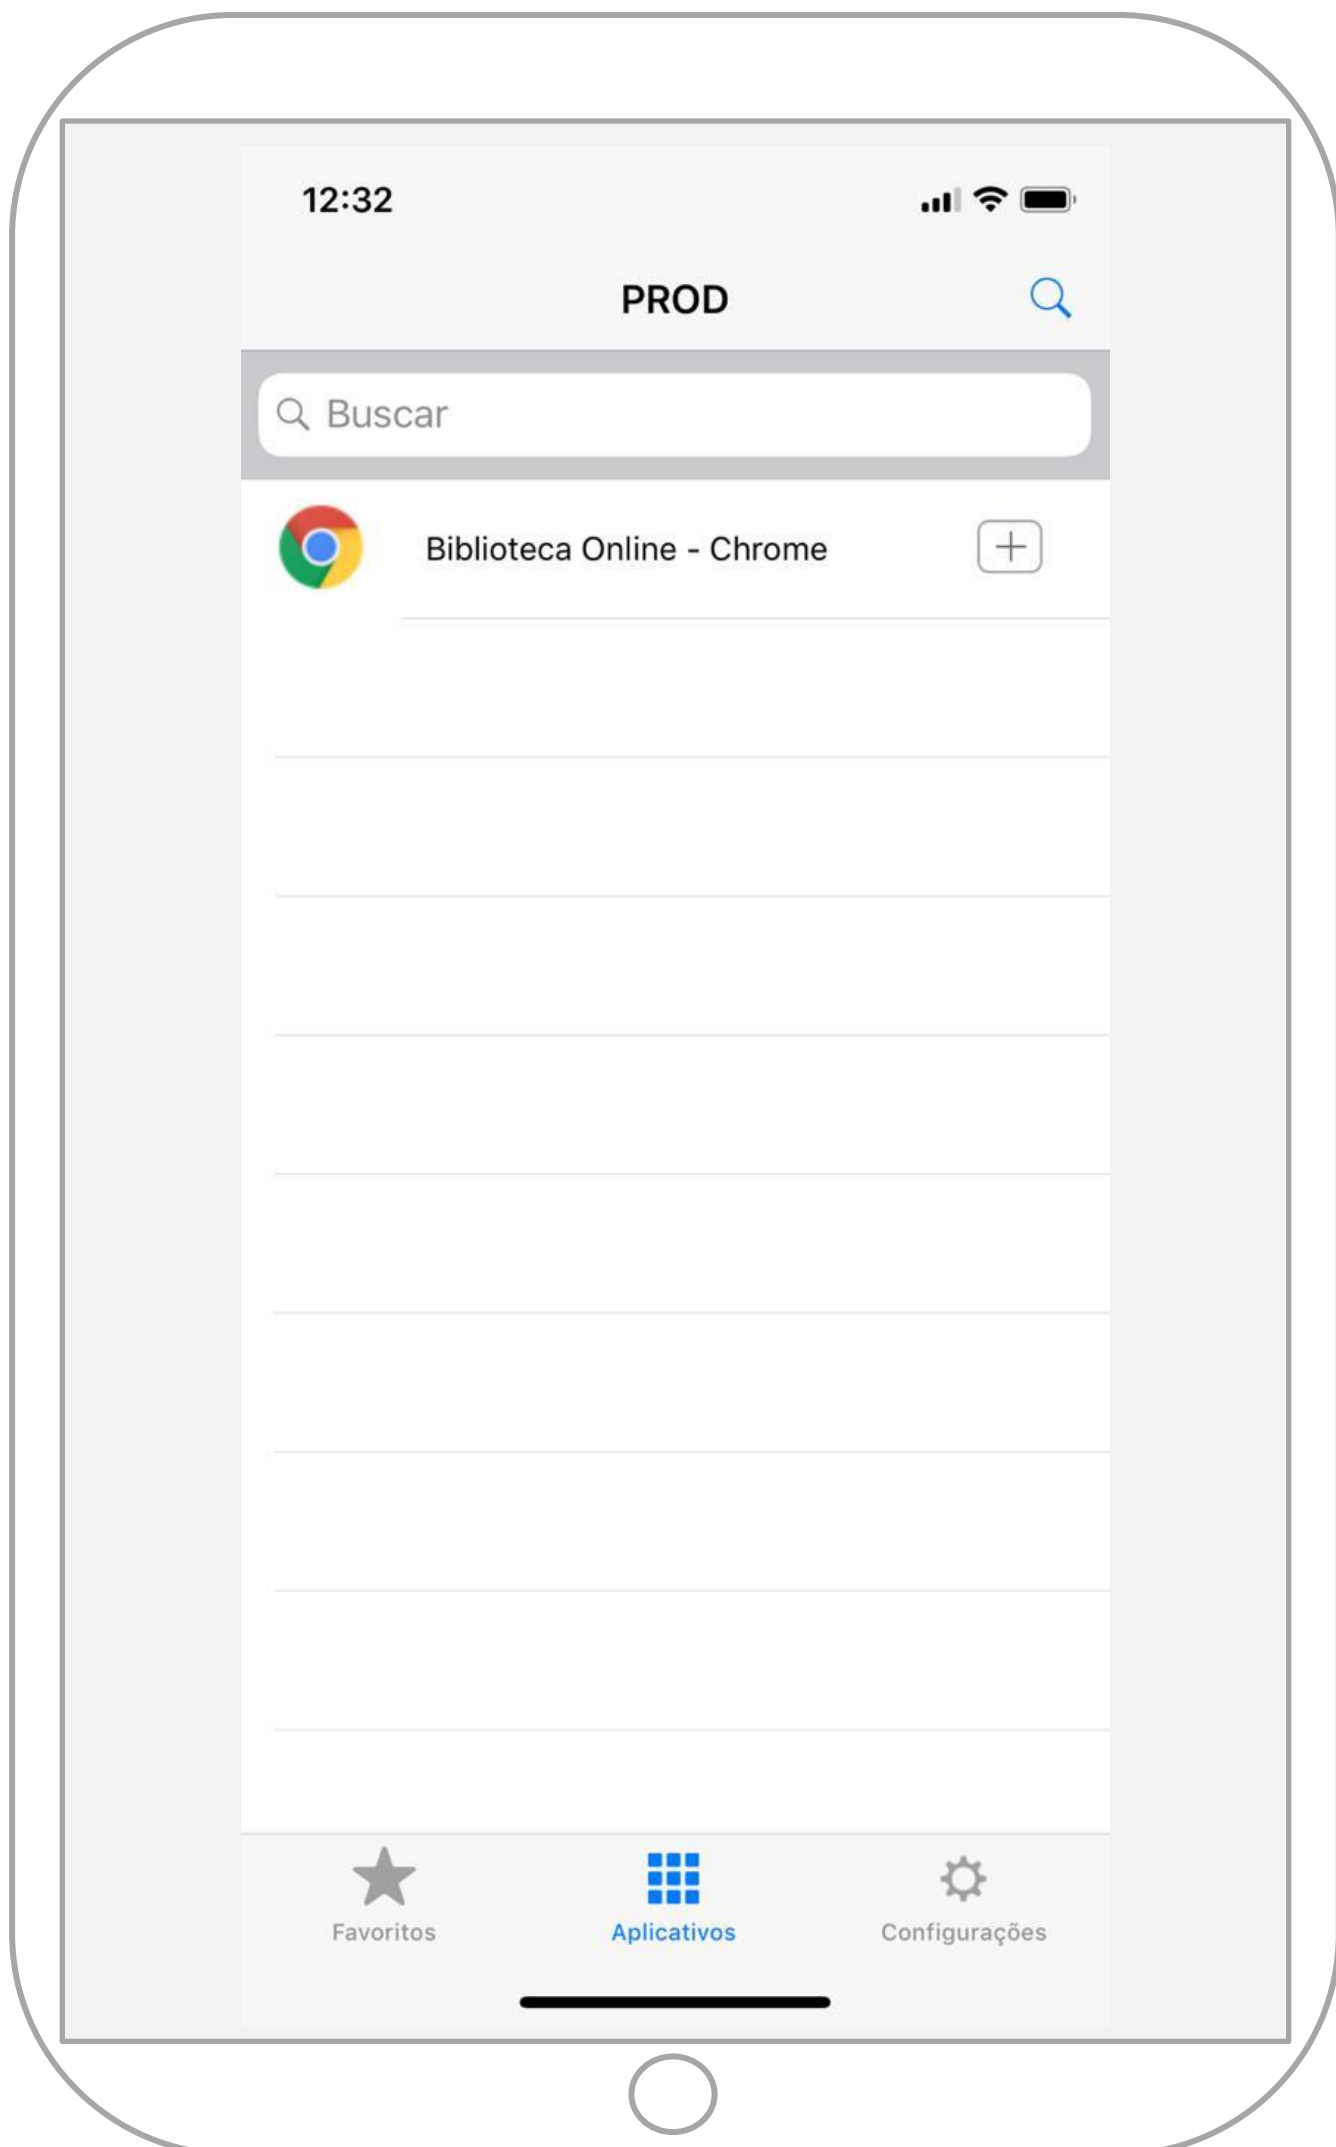 12:32
PROD
Buscar
Biblioteca Online - Chrome
Favoritos
Aplicativos
Configurações